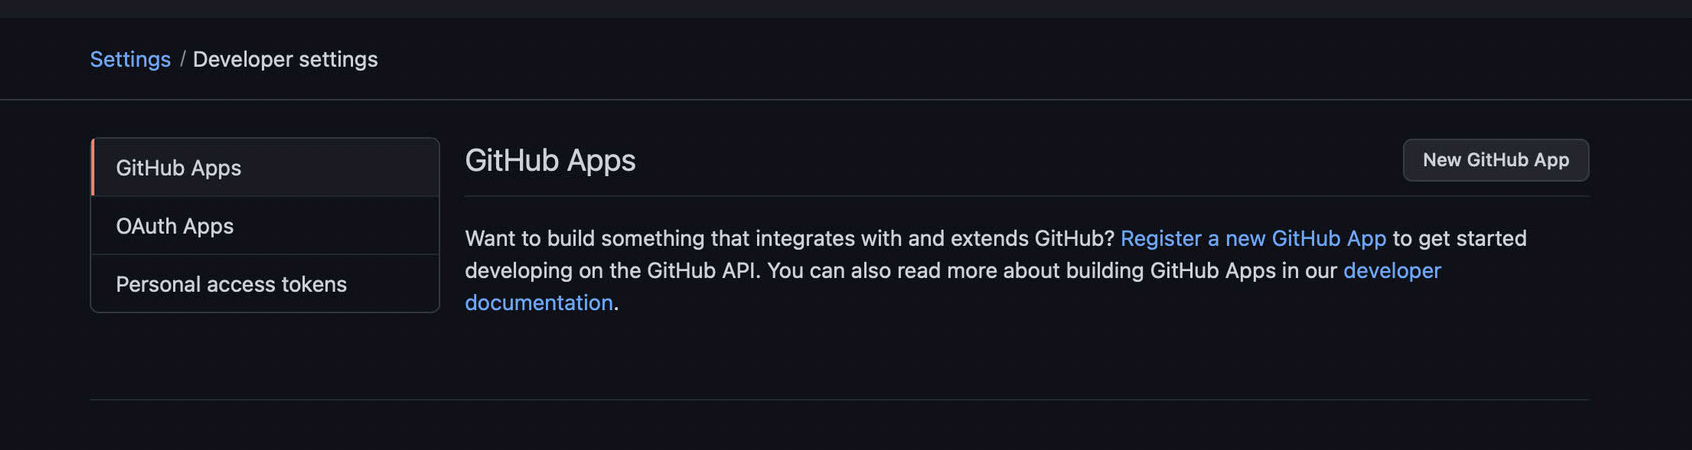 Settings / Developer settings
GitHub Apps
OAuth Apps
Personal access tokens
GitHub Apps
New GitHub App
Want to build something that integrates with and extends GitHub? Register a new GitHub App to get started
developing on the GitHub API. You can also read more about building GitHub Apps in our developer
documentation.